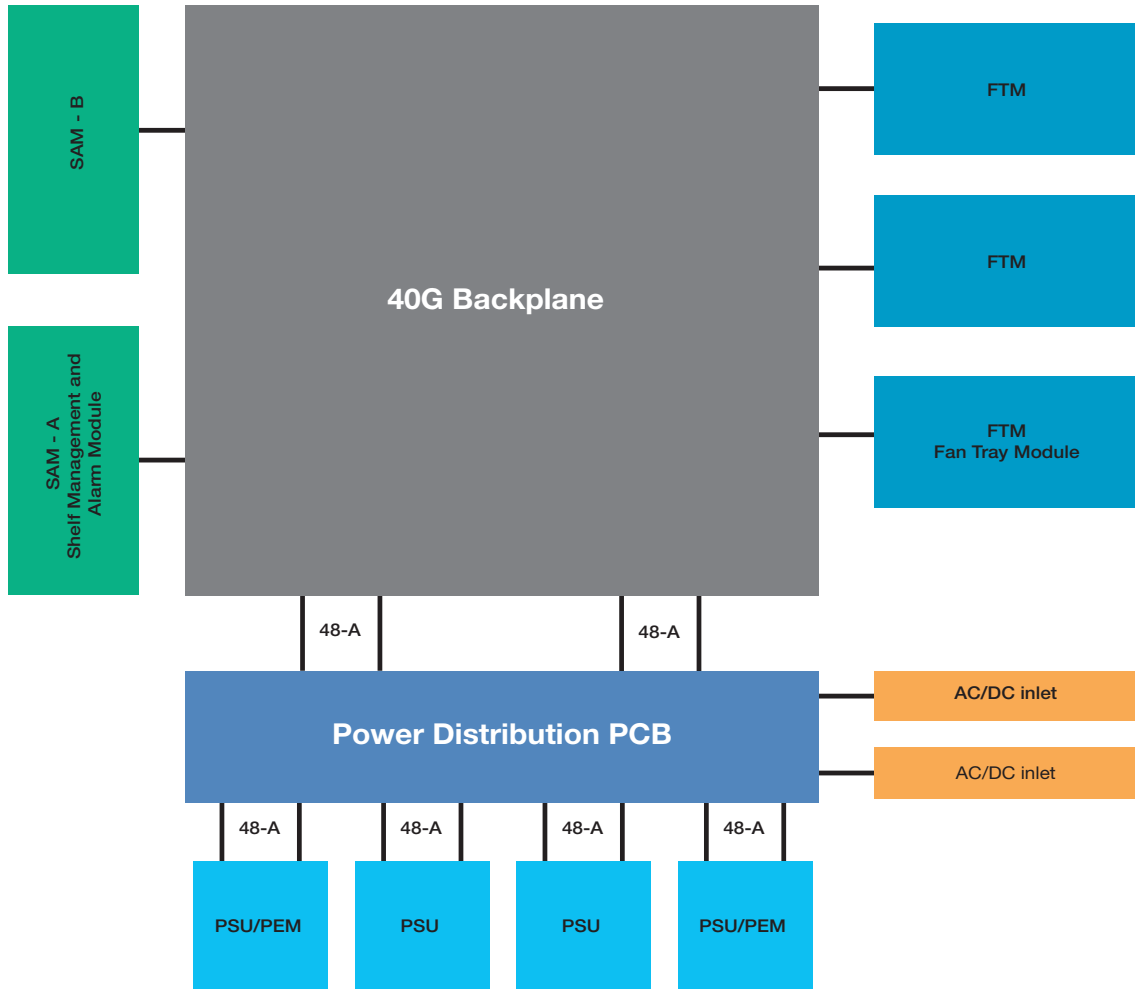 SAM - B
SAM - A
Shelf Management and
Alarm Module
40G Backplane
FTM
FTM
FTM
Fan Tray Module
48-A
48-A
Power Distribution PCB
AC/DC inlet
AC/DC inlet
48-A
48-A
48-A
48-A
PSU/PEM
PSU
PSU
PSU/PEM